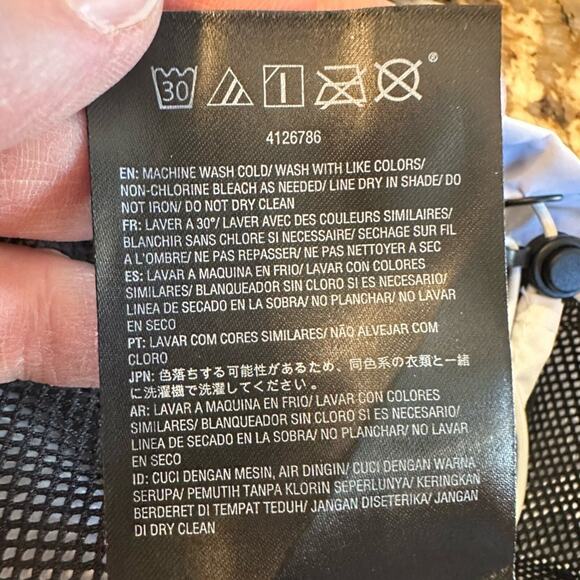 30
®
4126786
EN: MACHINE WASH COLD/ WASH WITH LIKE COLORS/
NON-CHLORINE BLEACH AS NEEDED/ LINE DRY IN SHADE/ DO
NOT IRON/ DO NOT DRY CLEAN
FR: LAVER A 30°/ LAVER AVEC DES COULEURS SIMILAIRES/
BLANCHIR SANS CHLORE SI NECESSAIRE/ SECHAGE SUR FIL
A L'OMBRE/ NE PAS REPASSER/ NE PAS NETTOYER A SEC
ES: LAVAR A MAQUINA EN FRIO/ LAVAR CON COLORES
SIMILARES/ BLANQUEADOR SIN CLORO SI ES NECESARIO/
LINEA DE SECADO EN LA SOBRA/ NO PLANCHAR/ NO LAVAR
EN SECO
PT: LAVAR COM CORES SIMILARES/ NÃO ALVEJAR COM
CLORO
JPN: 色落ちする可能性があるため、同色系の衣類と一緒
に洗濯機で洗濯してください。
AR: LAVAR A MAQUINA EN FRIO/ LAVAR CON COLORES
SIMILARES/ BLANQUEADOR SIN CLORO SI ES NECESARIO/
LINEA DE SECADO EN LA SOBRA/ NO PLANCHAR/ NO LAVAR
EN SECO
ID: CUCI DENGAN MESIN, AIR DINGIN/ CUCI DENGAN WARNA
SERUPA/ PEMUTIH TANPA KLORIN SEPERLUNYA/ KERINGKAN
BERDERET DI TEMPAT TEDUH/ JANGAN DISETERIKA/ JANGAN
DI DRY CLEAN